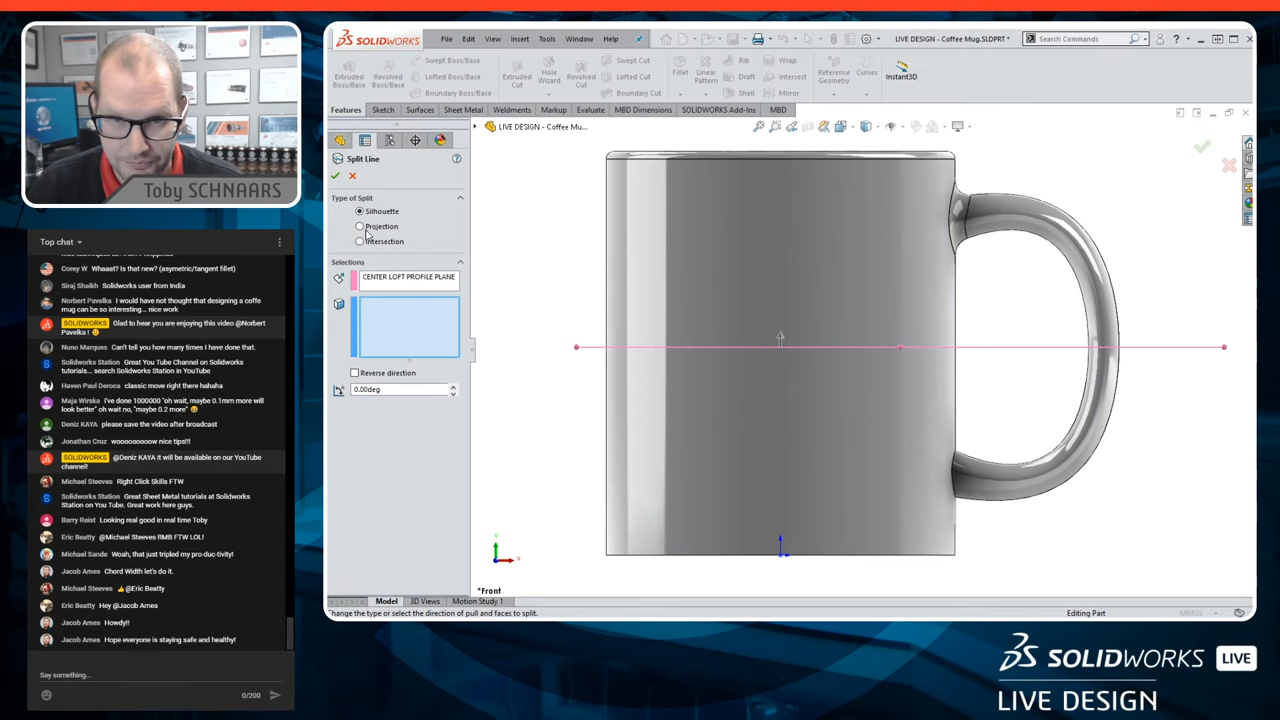 Toby SCHNAARS
Top chat
Corey W Whaaat? Is that new? (asymetric/tangent fillet)
Siraj Shaikh Solidworks user from India
Norbert Pavelka I would have not thought that designing a coffe
mug can be so interesting... nice work
SOLIDWORKS Glad to hear you are enjoying this video @Norbert
Pavelka !
Nuno Marques Can't tell you how many times I have done that.
Solidworks Station Great You Tube Channel on Solidworks
tutorials... search Solidworks Station in YouTube
Haven Paul Deroca classic move right there hahaha
Maja Wirska I've done 1000000 "oh wait, maybe 0.1mm more will
look better" oh wait no, "maybe 0.2 more"
Deniz KAYA please save the video after broadcast
Jonathan Cruz wooooooooow nice tips!!!
SOLIDWORKS @Deniz KAYA it will be available on our YouTube
channel!
Michael Steeves Right Click Skills FTW
Solidworks Station Great Sheet Metal tutorials at Solidworks
Station on You Tube. Great work here guys.
Barry Reist Looking real good in real time Toby
Eric Beatty @Michael Steeves RMB FTW LOL!
Michael Sande Woah, that just tripled my pro-duc-tivity!
Jacob Ames Chord Width let's do it.
Michael Steeves @Eric Beatty
Eric Beatty Hey @Jacob Ames
Jacob Ames Howdy!!
Jacob Ames Hope everyone is staying safe and healthy!
Say something...
0/200
SOLIDWORKS File Edit View Insert Tools Window Help LIVE DESIGN - Coffee Mug.SLDPRT * Search Commands
Extruded Boss/Base
Revolved Boss/Base
Swept Boss/Base
Lofted Boss/Base
Boundary Boss/Base
Extruded Cut
Hole Wizard
Revolved Cut
Swept Cut
Lofted Cut
Boundary Cut
Fillet
Linear Pattern
Rib
Draft
Shell
Wrap
Intersect
Mirror
Reference Geometry
Curves
Instant3D
Features Sketch Surfaces Sheet Metal Weldments Markup Evaluate MBD Dimensions SOLIDWORKS Add-Ins MBD
LIVE DESIGN - Coffee Mu...
Split Line
Type of Split
Silhouette
Projection
Intersection
Selections
CENTER LOFT PROFILE PLANE
Reverse direction
0.00deg
Y
X
*Front
Model 3D Views Motion Study 1
Change the type or select the direction of pull and faces to split.
Editing Part
MMGS
SOLIDWORKS LIVE
LIVE DESIGN